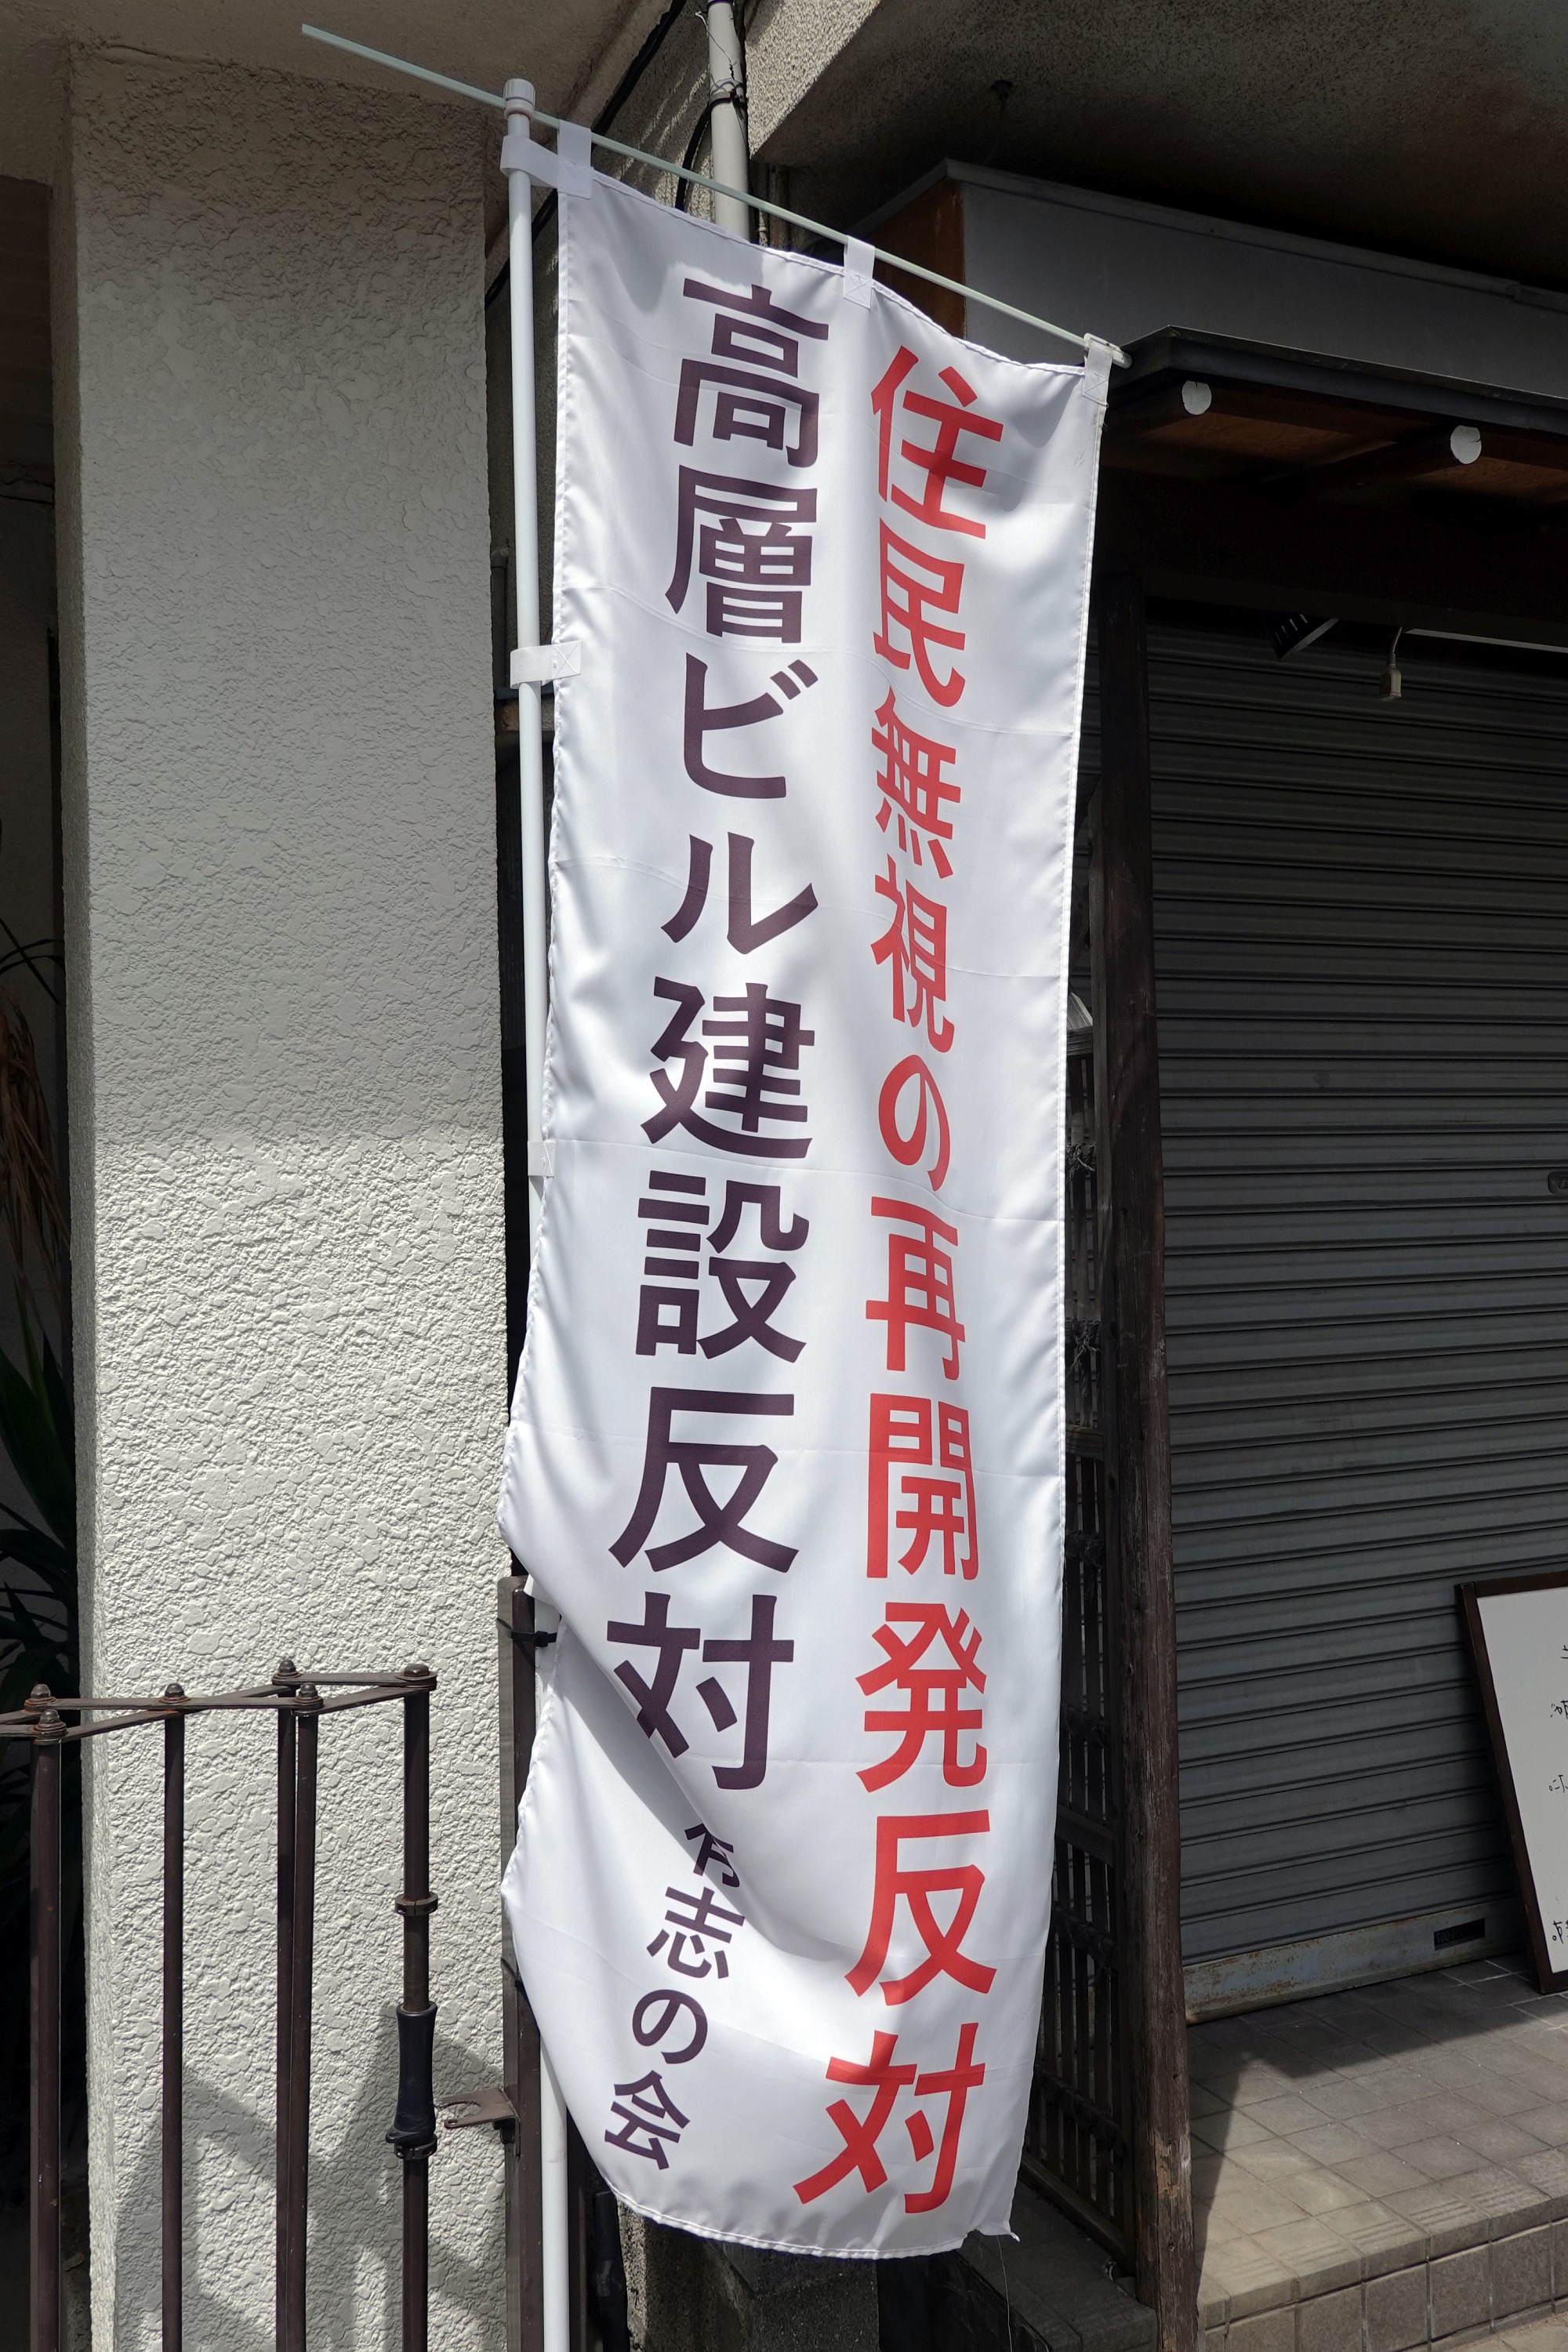 住民無視の再開発反対
高層ビル建設反対
有志の会